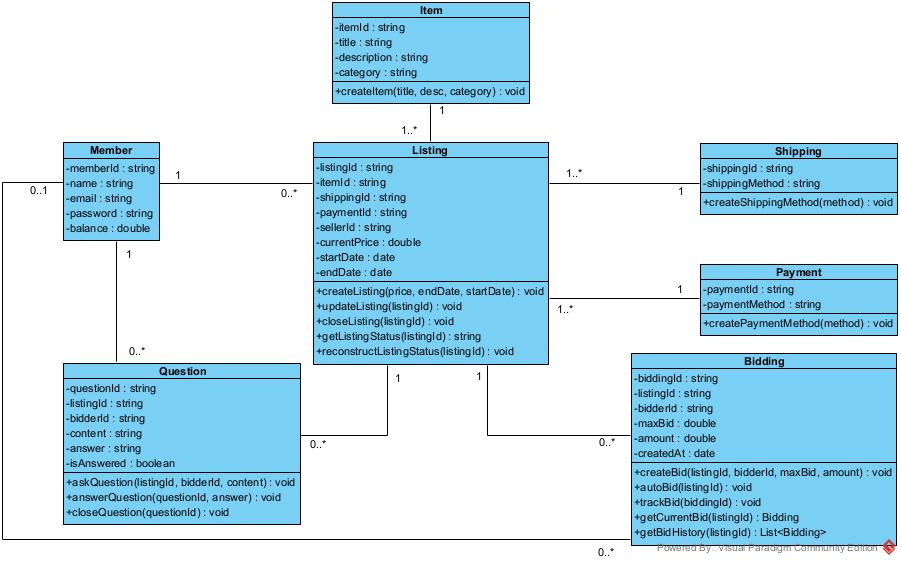 Item
-itemId : string
-title : string
-description : string
-category : string
+createItem(title, desc, category) : void
1
1..*
Member
-memberId : string
-name : string
-email : string
-password : string
-balance : double
0..1
1
0..*
1
0..*
Listing
-listingId : string
-itemId : string
-shippingId : string
-paymentId : string
-sellerId : string
-currentPrice : double
-startDate : date
-endDate : date
+createListing(price, endDate, startDate) : void
+updateListing(listingId) : void
+closeListing(listingId) : void
+getListingStatus(listingId) : string
+reconstructListingStatus(listingId) : void
1..*
1
Shipping
-shippingId : string
-shippingMethod : string
+createShippingMethod(method) : void
1
1..*
Payment
-paymentId : string
-paymentMethod : string
+createPaymentMethod(method) : void
Question
-questionId : string
-listingId : string
-bidderId : string
-content : string
-answer : string
-isAnswered : boolean
+askQuestion(listingId, bidderId, content) : void
+answerQuestion(questionId, answer) : void
+closeQuestion(questionId) : void
1
0..*
1
0..*
Bidding
-biddingId : string
-listingId : string
-bidderId : string
-maxBid : double
-amount : double
-createdAt : date
+createBid(listingId, bidderId, maxBid, amount) : void
+autoBid(listingId) : void
+trackBid(biddingId) : void
+getCurrentBid(listingId) : Bidding
+getBidHistory(listingId) : List<Bidding>
0..*
Powered By Visual Paradigm Community Edition